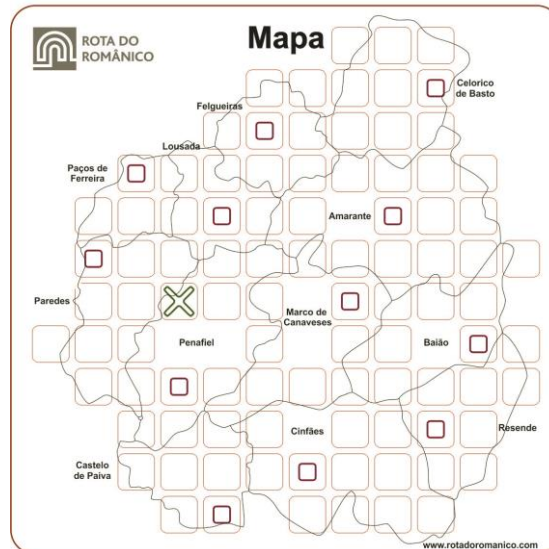 ROTA DO
ROMÂNICO
Mapa
Celorico
de Basto
Felgueiras
Lousada
Paços de
Ferreira
Amarante
Paredes
Marco de
Canaveses
Penafiel
Baião
Cinfães
Resende
Castelo
de Paiva
www.rotadoromanico.com